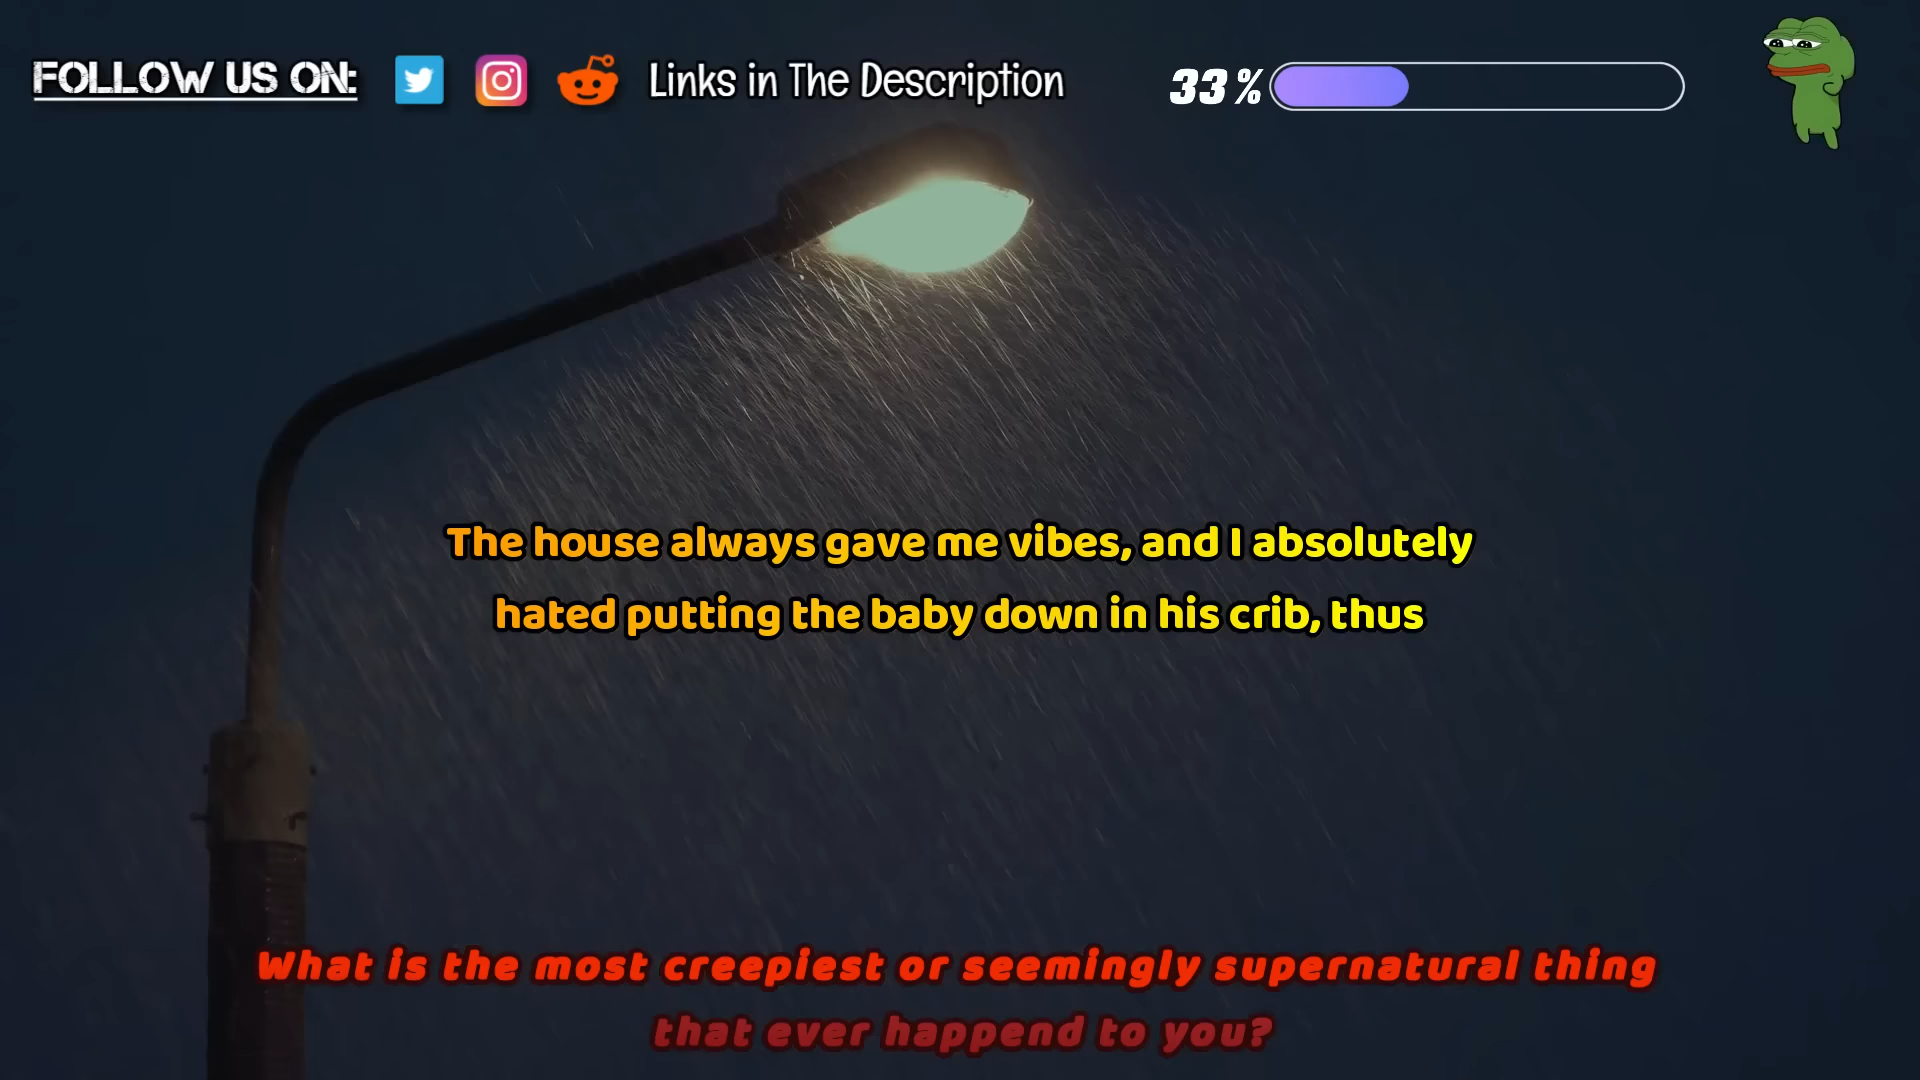 FOLLOW US ON:
Links in The Description
33%
The house always gave me vibes, and I absolutely
hated putting the baby down in his crib, thus
What is the most creepiest or seemingly supernatural thing
that ever happend to you?